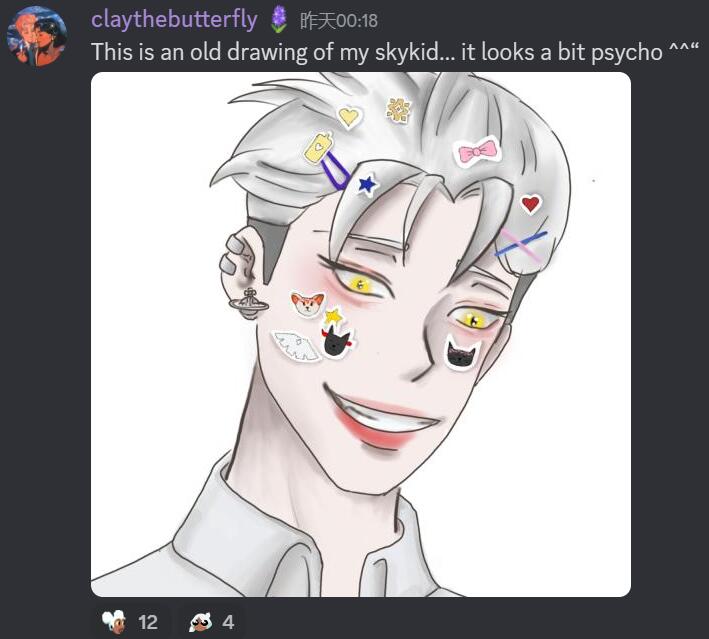 claythebutterfly 昨天00:18
This is an old drawing of my skykid... it looks a bit psycho ^^“
12 4